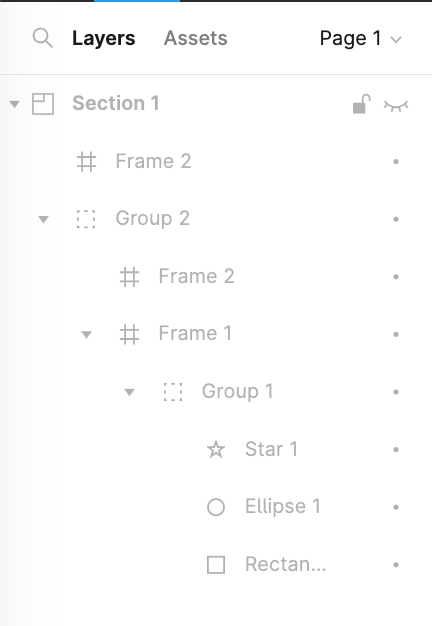 Layers Assets Page 1
Section 1
Frame 2
Group 2
Frame 2
Frame 1
Group 1
Star 1
Ellipse 1
Rectan...